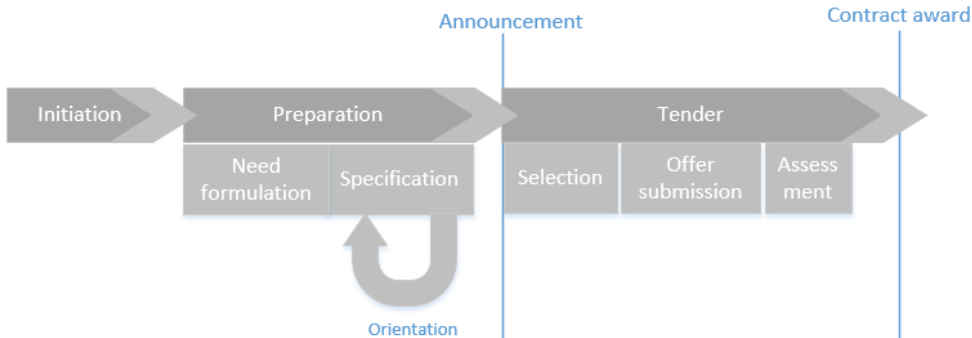 Announcement
Contract award
Initiation
Preparation
Tender
Need
formulation
Specification
Selection
Offer
submission
Assess
ment
Orientation